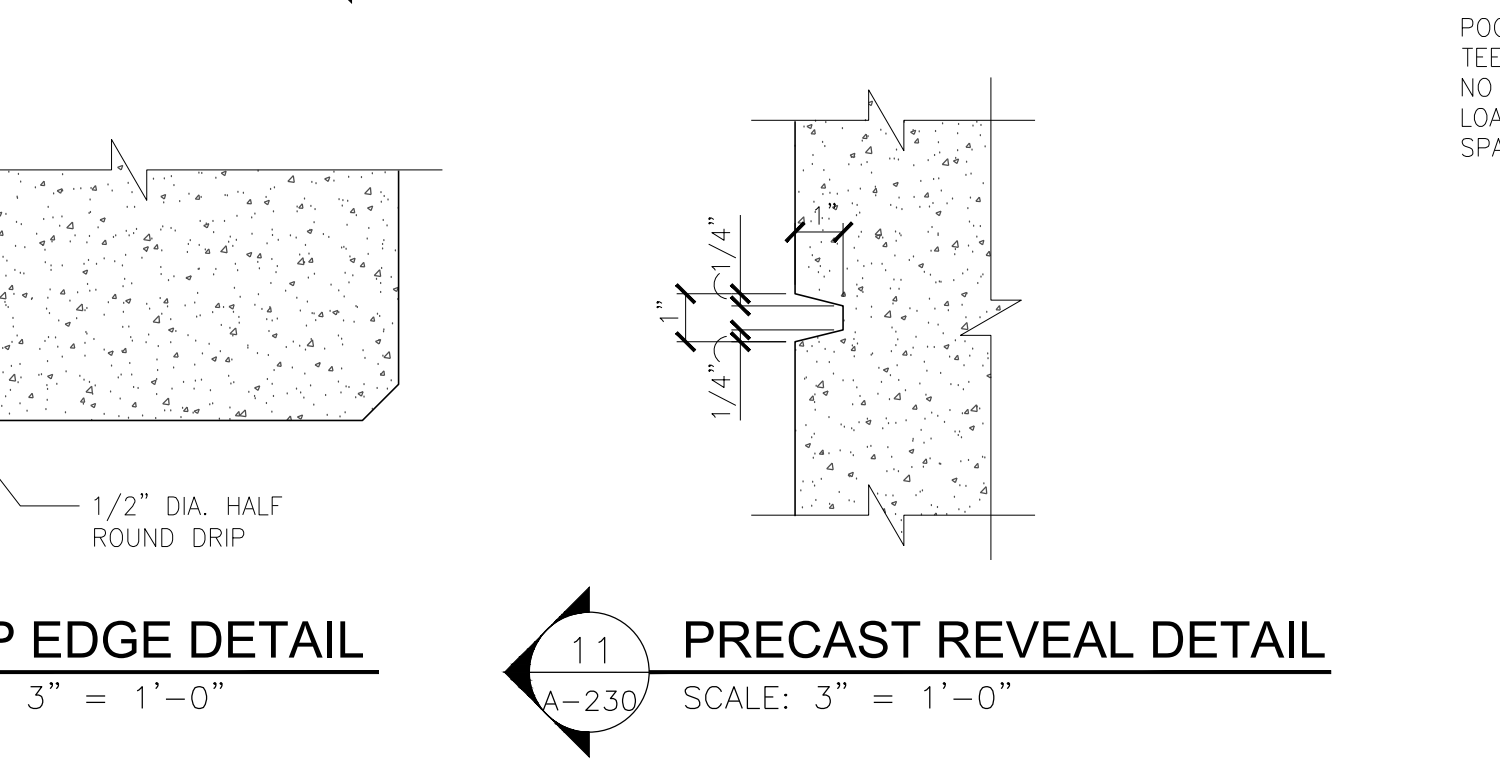 1/2" DIA. HALF
ROUND DRIP
EDGE DETAIL
3" = 1'-0"
1"
1/4"
1"
1/4"
11
A-230
PRECAST REVEAL DETAIL
SCALE: 3" = 1'-0"
NO